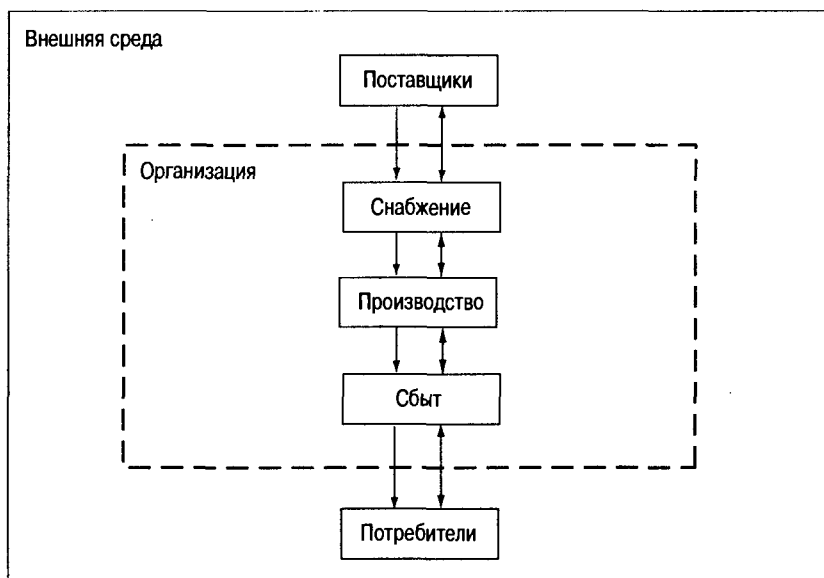 Внешняя среда
Поставщики
Организация
Снабжение
Производство
Сбыт
Потребители